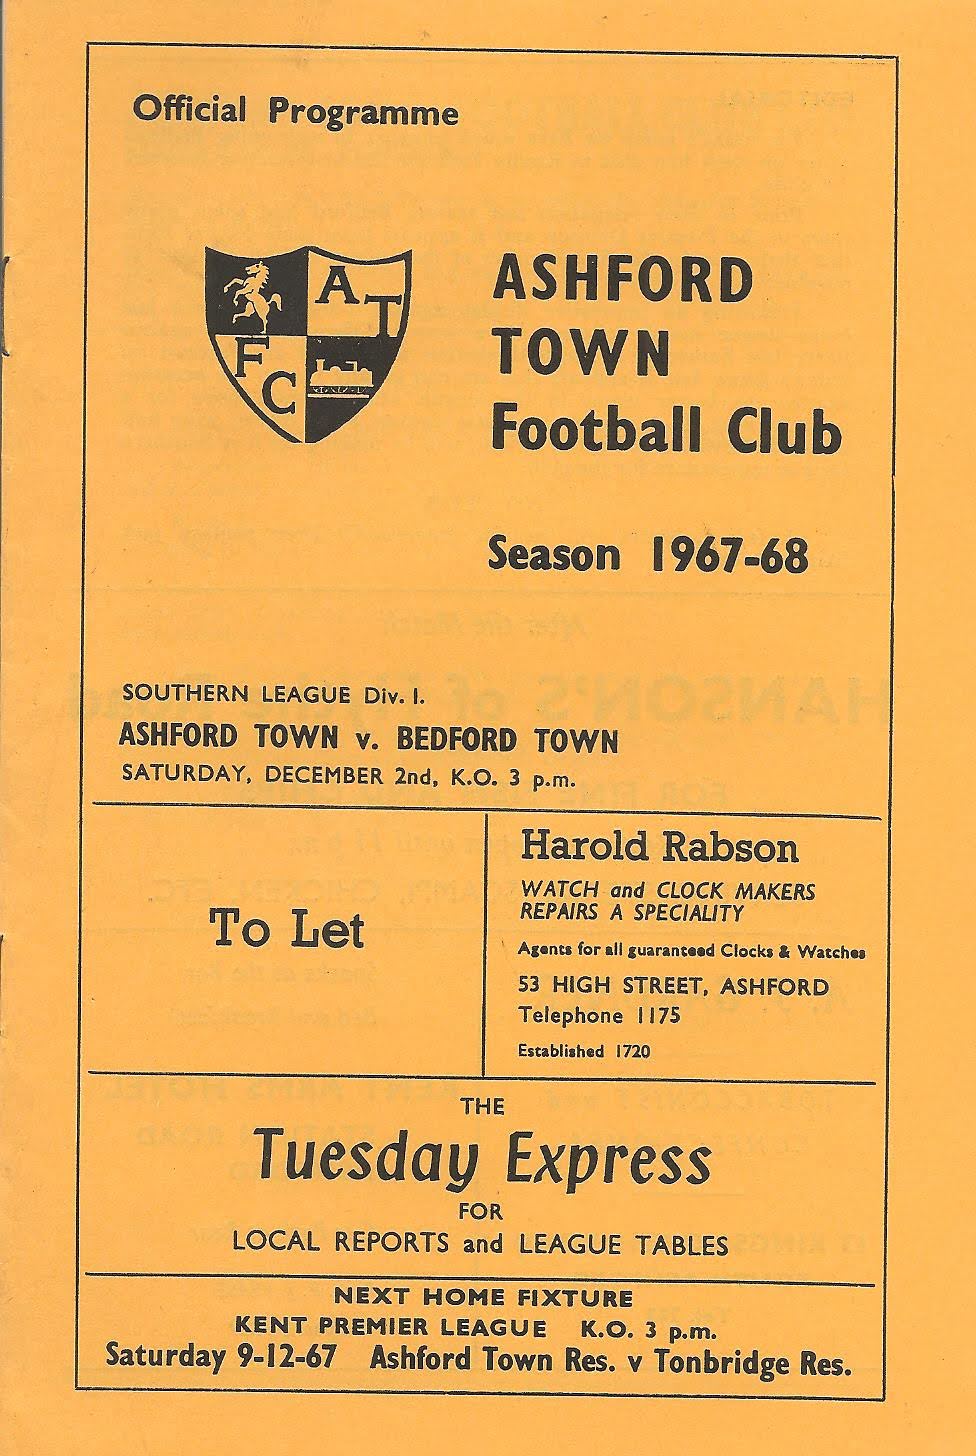 Official Programme
A T
F C
ASHFORD
TOWN
Football Club
Season 1967-68
SOUTHERN LEAGUE Div. I.
ASHFORD TOWN v. BEDFORD TOWN
SATURDAY, DECEMBER 2nd, K.O. 3 p.m.
To Let
Harold Rabson
WATCH and CLOCK MAKERS
REPAIRS A SPECIALITY
Agents for all guaranteed Clocks & Watches
53 HIGH STREET, ASHFORD
Telephone 1175
Established 1720
THE
Tuesday Express
FOR
LOCAL REPORTS and LEAGUE TABLES
NEXT HOME FIXTURE
KENT PREMIER LEAGUE K.O. 3 p.m.
Saturday 9-12-67 Ashford Town Res. v Tonbridge Res.